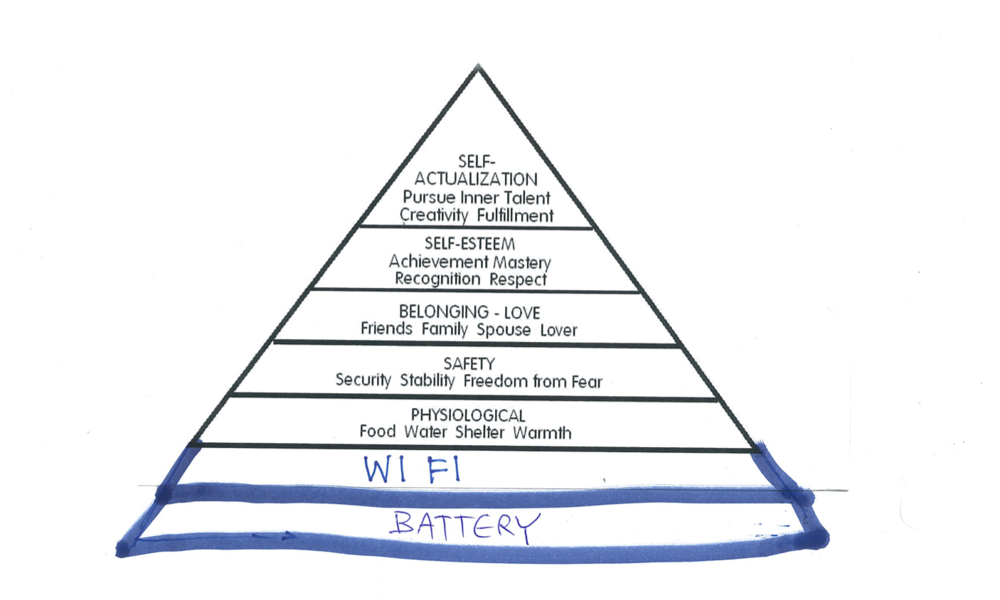 SELF-
ACTUALIZATION
Pursue Inner Talent
Creativity Fulfillment
SELF-ESTEEM
Achievement Mastery
Recognition Respect
BELONGING - LOVE
Friends Family Spouse Lover
SAFETY
Security Stability Freedom from Fear
PHYSIOLOGICAL
Food Water Shelter Warmth
WI FI
BATTERY